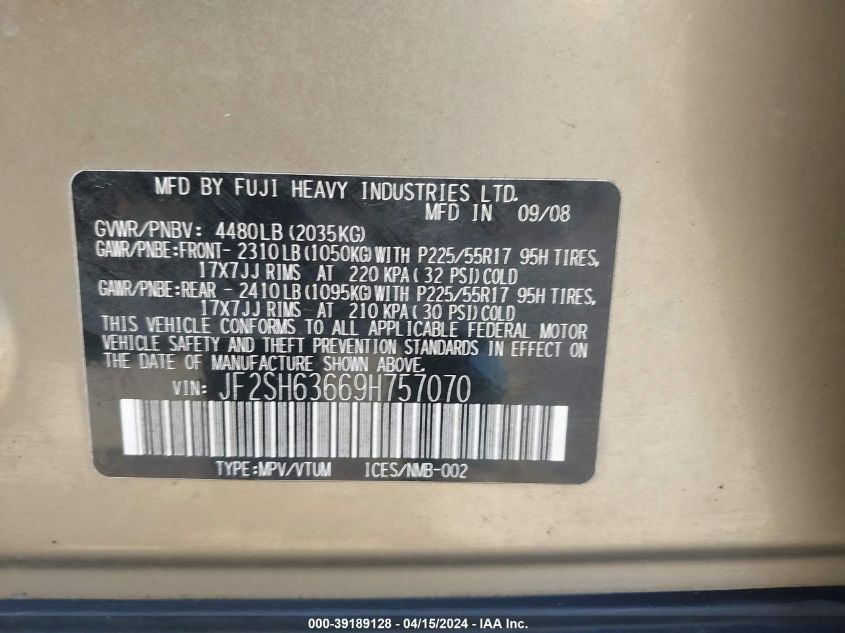 MFD BY FUJI HEAVY INDUSTRIES LTD.
MFD IN 09/08
GVWR/PNBV: 4480LB(2035KG)
GAWR/PNBE:FRONT- 2310LB(1050KG)WITH P225/55R17 95H TIRES,
17X7JJ RIMS AT 220 KPA( 32 PSI)COLD
GAWR/PNBE:REAR - 2410LB(1095KG)WITH P225/55R17 95H TIRES,
17X7JJ RIMS AT 210 KPA( 30 PSI)COLD
THIS VEHICLE CONFORMS TO ALL APPLICABLE FEDERAL MOTOR
VEHICLE SAFETY AND THEFT PREVENTION STANDARDS IN EFFECT ON
THE DATE OF MANUFACTURE SHOWN ABOVE.
VIN: JF2SH63669H757070
TYPE:MPV/VTUM ICES/NMB-002
000-39189128 - 04/15/2024 - IAA Inc.